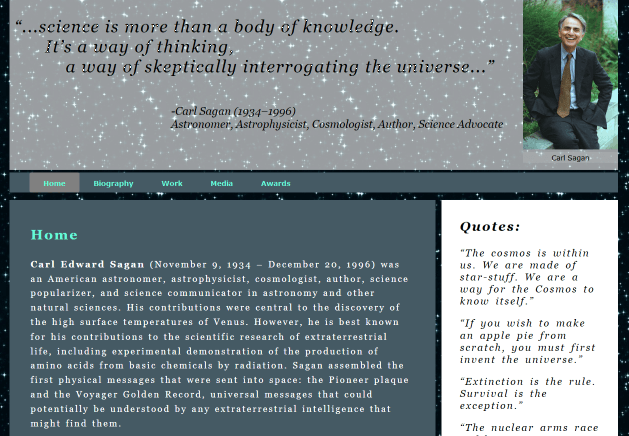 “...science is more than a body of knowledge.
It’s a way of thinking,
a way of skeptically interrogating the universe...”
-Carl Sagan (1934–1996)
Astronomer, Astrophysicist, Cosmologist, Author, Science Advocate
Carl Sagan
Home Biography Work Media Awards
Home
Carl Edward Sagan (November 9, 1934 – December 20, 1996) was
an American astronomer, astrophysicist, cosmologist, author, science
popularizer, and science communicator in astronomy and other
natural sciences. His contributions were central to the discovery of
the high surface temperatures of Venus. However, he is best known
for his contributions to the scientific research of extraterrestrial
life, including experimental demonstration of the production of
amino acids from basic chemicals by radiation. Sagan assembled the
first physical messages that were sent into space: the Pioneer plaque
and the Voyager Golden Record, universal messages that could
potentially be understood by any extraterrestrial intelligence that
might find them.
Quotes:
“The cosmos is within
us. We are made of
star-stuff. We are a
way for the Cosmos to
know itself.”
“If you wish to make
an apple pie from
scratch, you must first
invent the universe.”
“Extinction is the rule.
Survival is the
exception.”
“The nuclear arms race